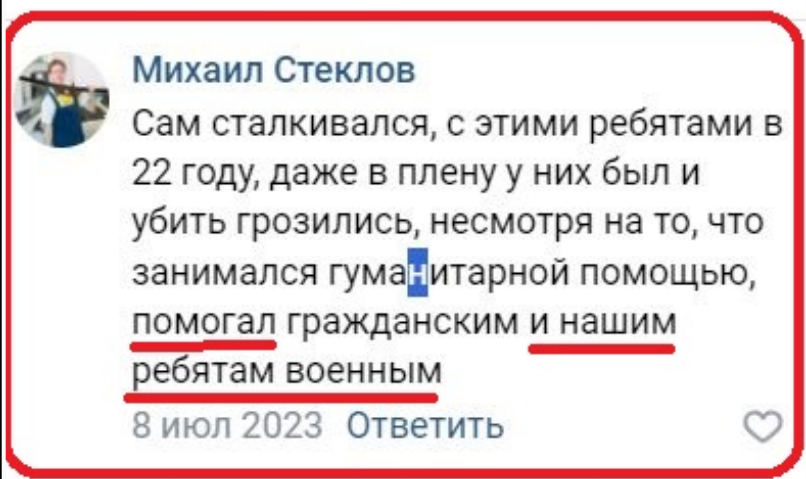 Михаил Стеклов
Сам сталкивался, с этими ребятами в
22 году, даже в плену у них был и
убить грозились, несмотря на то, что
занимался гуманитарной помощью,
помогал гражданским и нашим
ребятам военным
8 июл 2023 Ответить